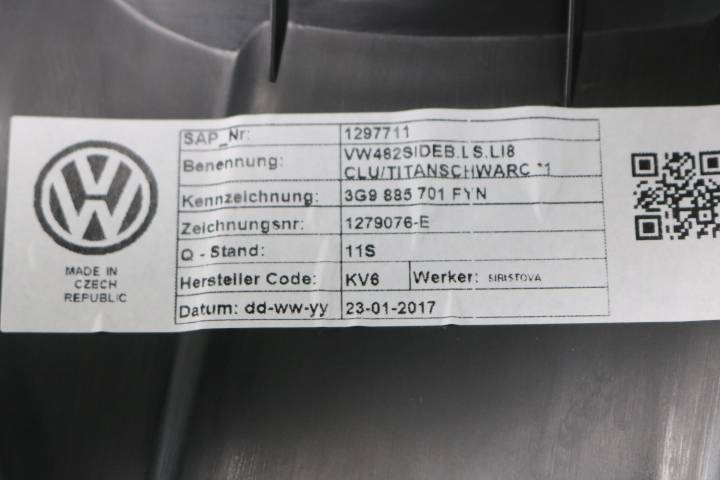 SAP_Nr: 1297711
Benennung: VW482SIDEB.LS.LI8
CLU/TITANSCHWARC *1
Kennzeichnung: 3G9 885 701 FYN
Zeichnungsnr: 1279076-E
Q - Stand: 11S
Hersteller Code: KV6 Werker: SIRISTOVA
Datum: dd-ww-yy 23-01-2017
MADE IN
CZECH
REPUBLIC